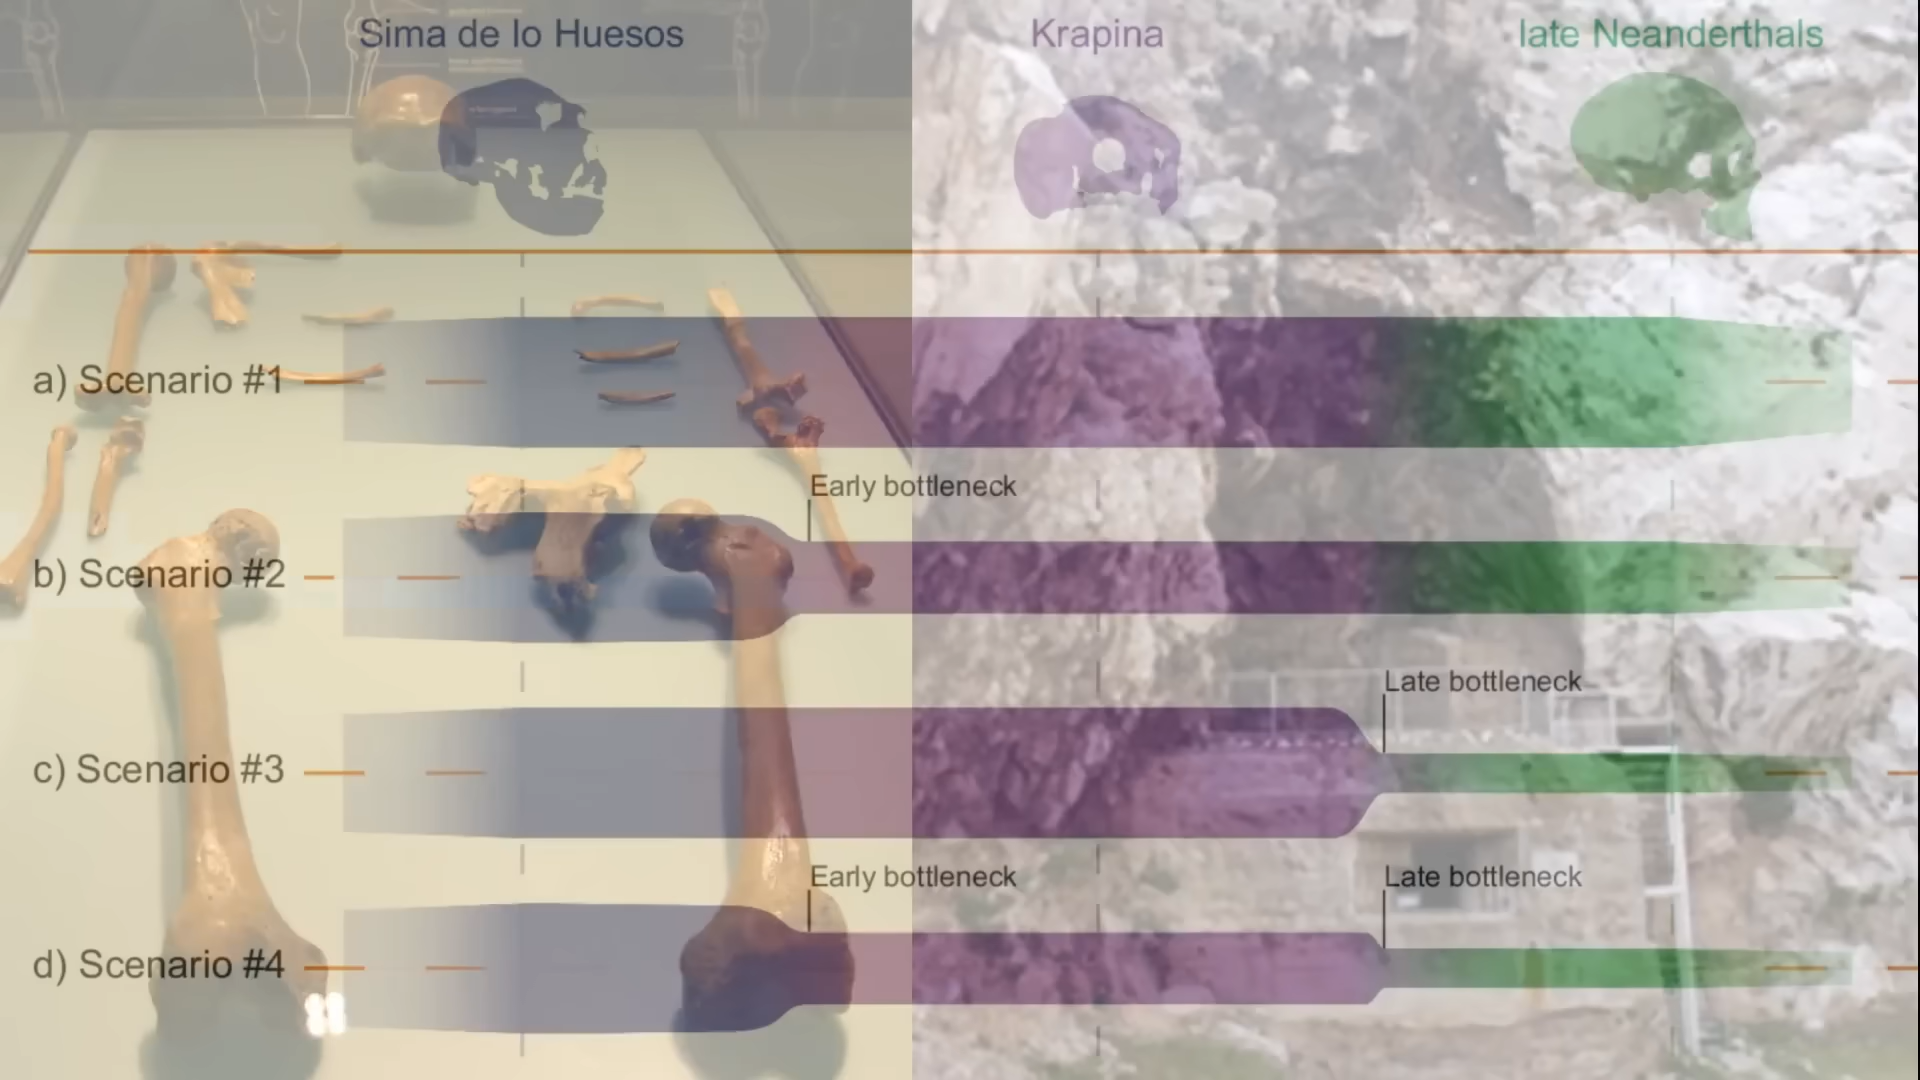 Sima de lo Huesos
Krapina
late Neanderthals
a) Scenario #1
Early bottleneck
b) Scenario #2
Late bottleneck
c) Scenario #3
Early bottleneck
Late bottleneck
d) Scenario #4